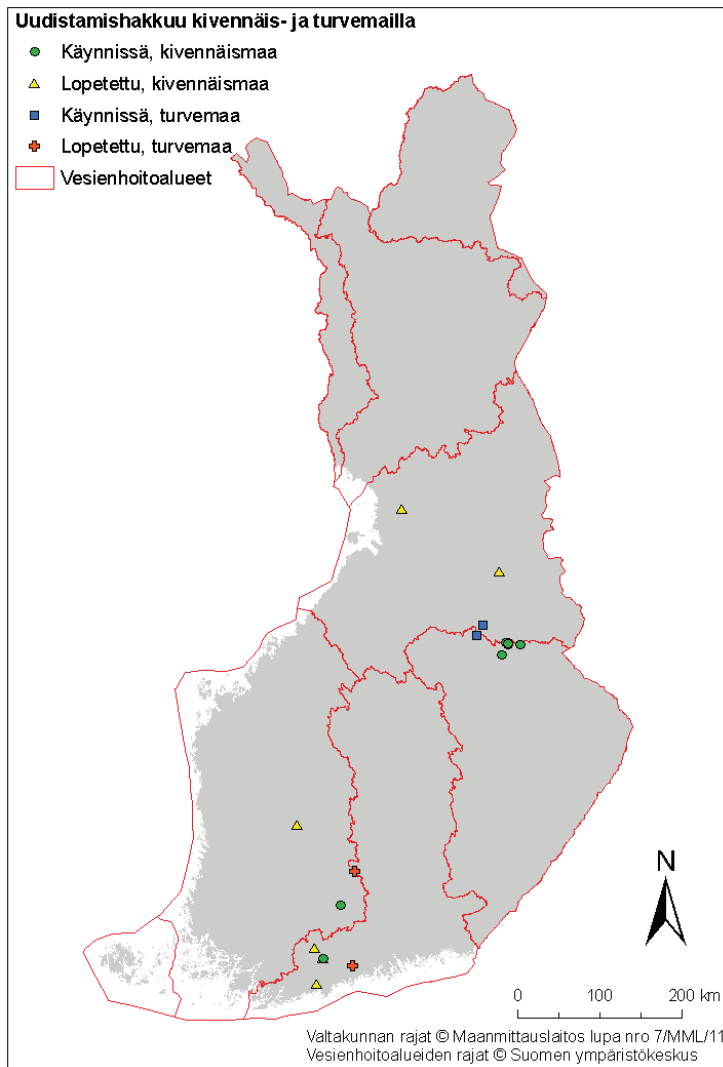 Uudistamishakkuu kivennäis- ja turvemailla
Käynnissä, kivennäismaa
Lopetettu, kivennäismaa
Käynnissä, turvemaa
Lopetettu, turvemaa
Vesienhoitoalueet
N
0 100 200 km
Valtakunnan rajat © Maanmittauslaitos lupa nro 7/MML/11
Vesienhoitoalueiden rajat © Suomen ympäristökeskus